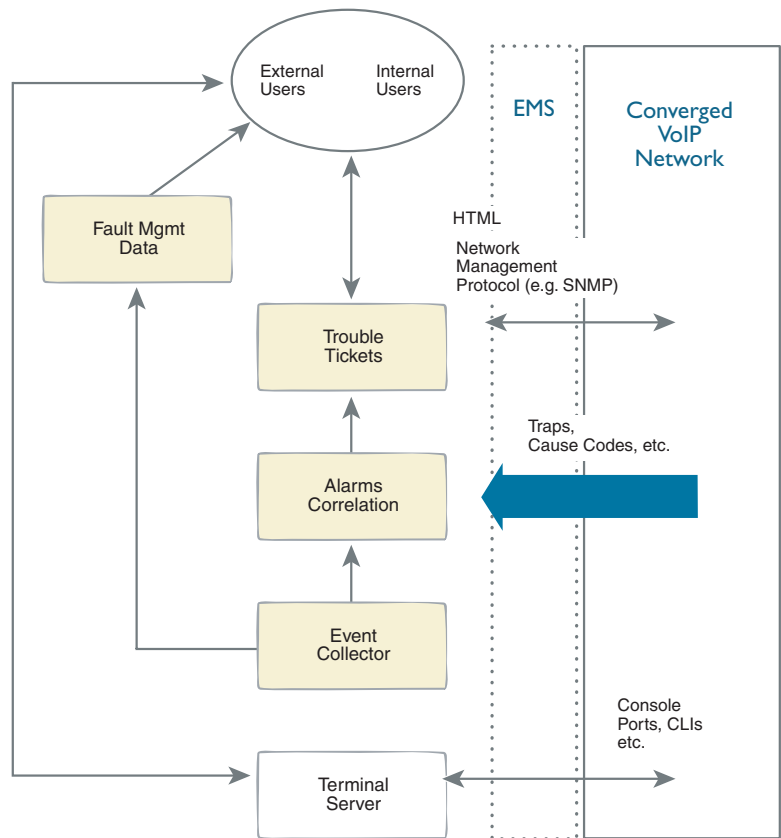 External
Users
Internal
Users
EMS
Converged
VoIP
Network
Fault Mgmt
Data
HTML
Network
Management
Protocol (e.g. SNMP)
Trouble
Tickets
Traps,
Cause Codes, etc.
Alarms
Correlation
Event
Collector
Console
Ports, CLIs
etc.
Terminal
Server